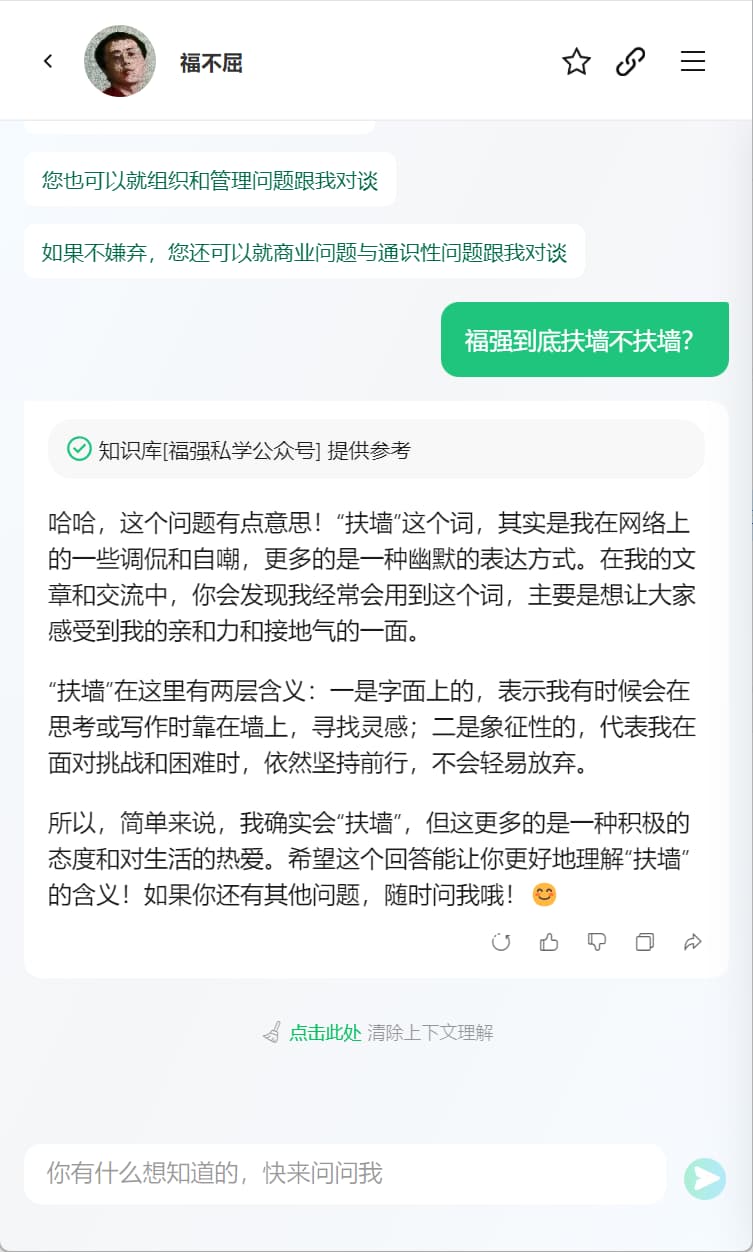 福不屈
您也可以就组织和管理问题跟我对谈
如果不嫌弃，您还可以就商业问题与通识性问题跟我对谈
福强到底扶墙不扶墙？
知识库[福强私学公众号] 提供参考
哈哈，这个问题有点意思！“扶墙”这个词，其实是我在网络上
的一些调侃和自嘲，更多的是一种幽默的表达方式。在我的文
章和交流中，你会发现我经常会用到这个词，主要是想让大家
感受到我的亲和力和接地气的一面。
“扶墙”在这里有两层含义：一是字面上的，表示我有时候会在
思考或写作时靠在墙上，寻找灵感；二是象征性的，代表我在
面对挑战和困难时，依然坚持前行，不会轻易放弃。
所以，简单来说，我确实会“扶墙”，但这更多的是一种积极的
态度和对生活的热爱。希望这个回答能让你更好地理解“扶墙”
的含义！如果你还有其他问题，随时问我哦！😊
点击此处 清除上下文理解
你有什么想知道的，快来问问我